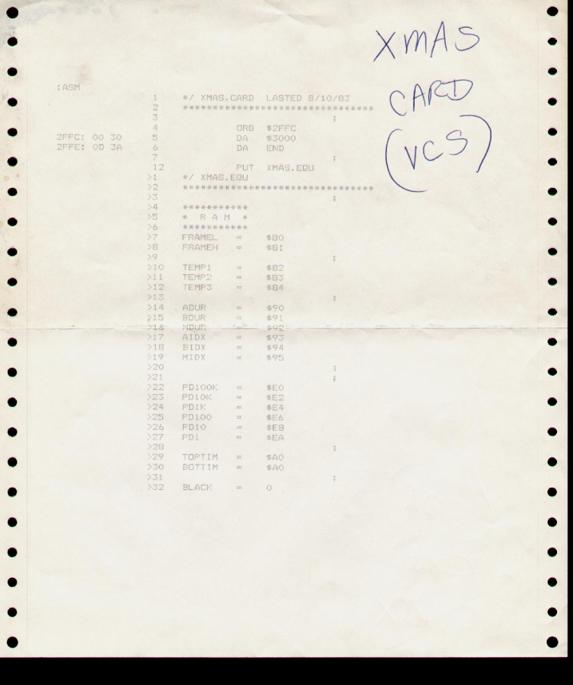 XMAS
CARD
(VCS)
:ASM
1 */ XMAS.CARD LASTED 8/10/83
2 **********************************
3 ;
4 ORG $2FFC
2FFC: 00 30 5 DA $3000
2FFE: 0D 3A 6 DA END
7 ;
12 PUT XMAS.EQU
>1 */ XMAS.EQU
>2 **********************************
>3 ;
>4 ************
>5 * R A M *
>6 ************
>7 FRAMEL = $80
>8 FRAMEH = $81
>9 ;
>10 TEMP1 = $82
>11 TEMP2 = $83
>12 TEMP3 = $84
>13 ;
>14 ADUR = $90
>15 BDUR = $91
>16 MDUR = $92
>17 AIDX = $93
>18 BIDX = $94
>19 MIDX = $95
>20 ;
>21 ;
>22 PD100K = $E0
>23 PD10K = $E2
>24 PD1K = $E4
>25 PD100 = $E6
>26 PD10 = $E8
>27 PD1 = $EA
>28 ;
>29 TOPTIM = $A0
>30 BOTTIM = $A0
>31 ;
>32 BLACK = 0